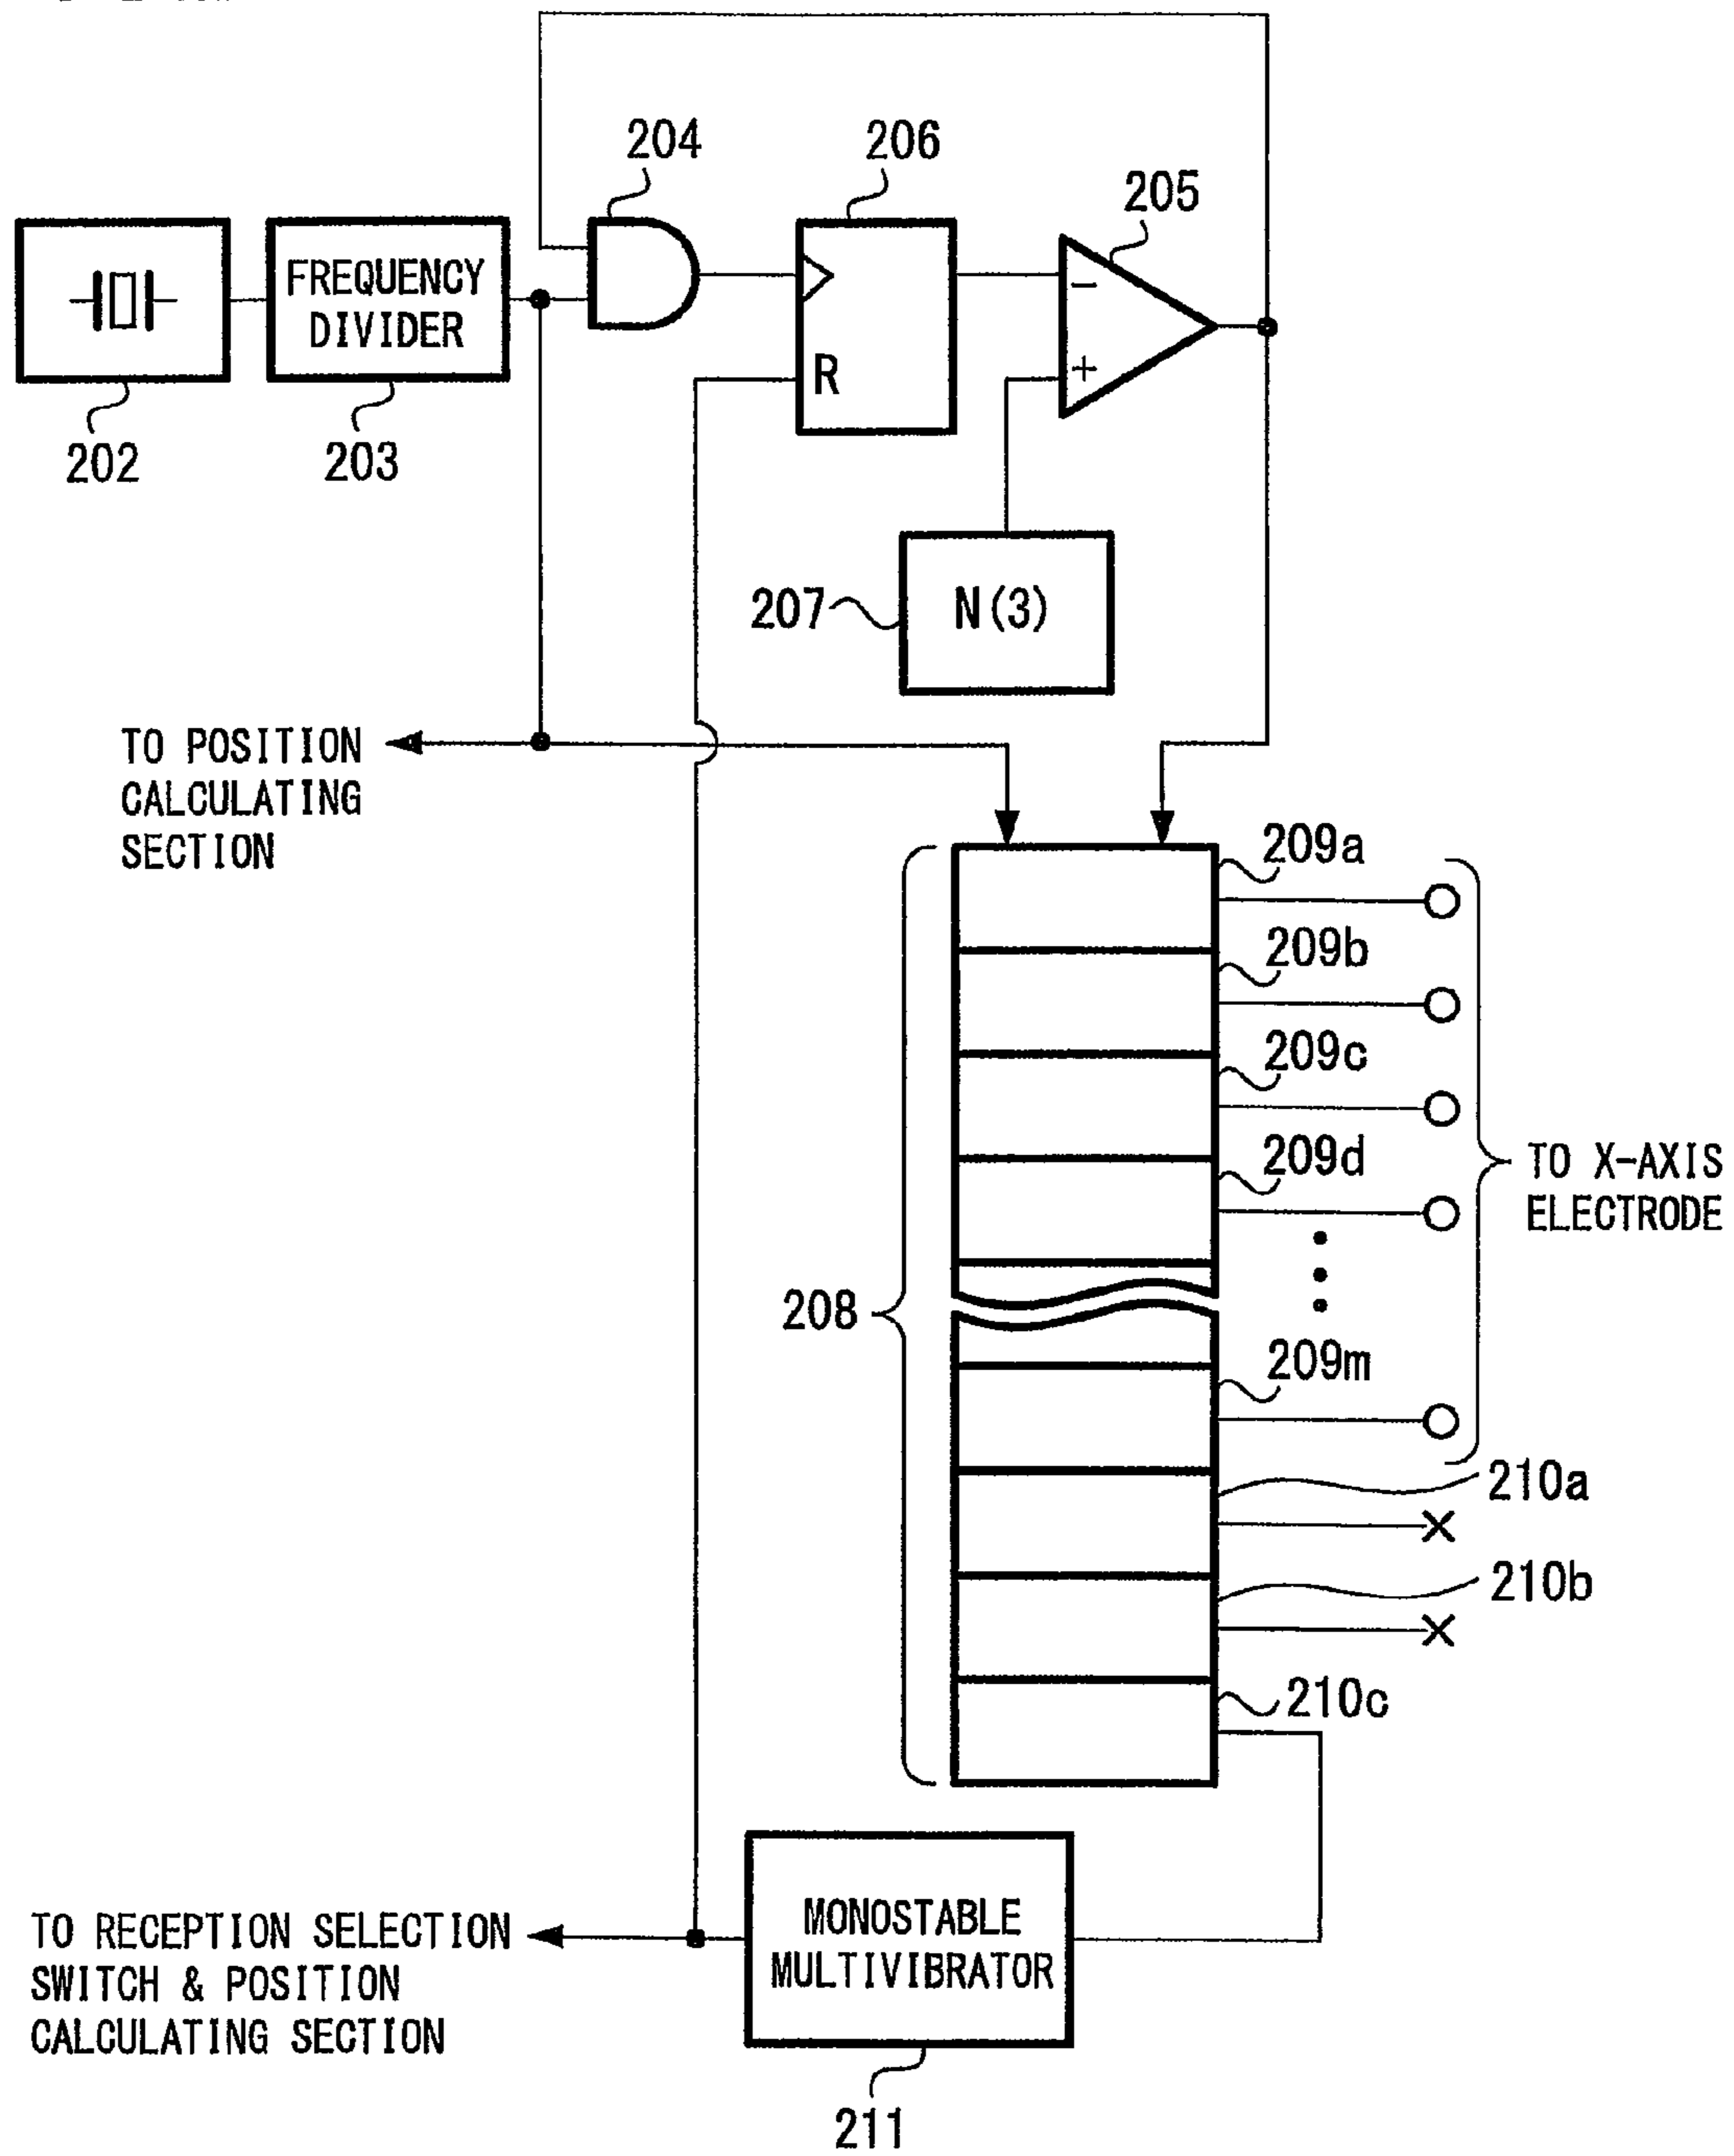 204
206
205
FREQUENCY
DIVIDER
-
+
R
202
203
207
N(3)
TO POSITION
CALCULATING
SECTION
209a
209b
209c
209d
TO X-AXIS
ELECTRODE
208
209m
210a
210b
210c
MONOSTABLE
MULTIVIBRATOR
TO RECEPTION SELECTION
SWITCH & POSITION
CALCULATING SECTION
211